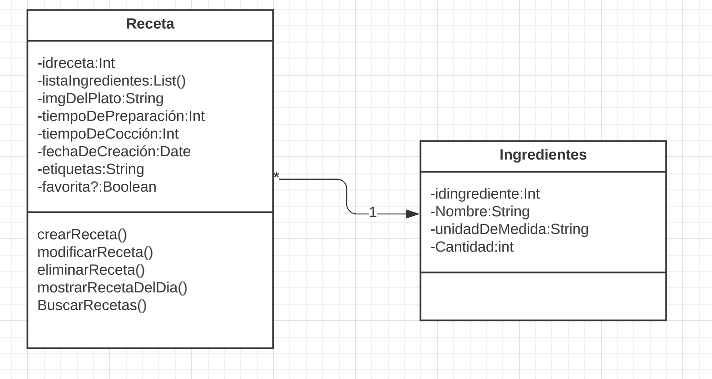 Receta
-idreceta:Int
-listaIngredientes:List()
-imgDelPlato:String
-tiempoDePreparación:Int
-tiempoDeCocción:Int
-fechaDeCreación:Date
-etiquetas:String
-favorita?:Boolean
crearReceta()
modificarReceta()
eliminarReceta()
mostrarRecetaDelDia()
BuscarRecetas()
*
1
Ingredientes
-idingrediente:Int
-Nombre:String
-unidadDeMedida:String
-Cantidad:int